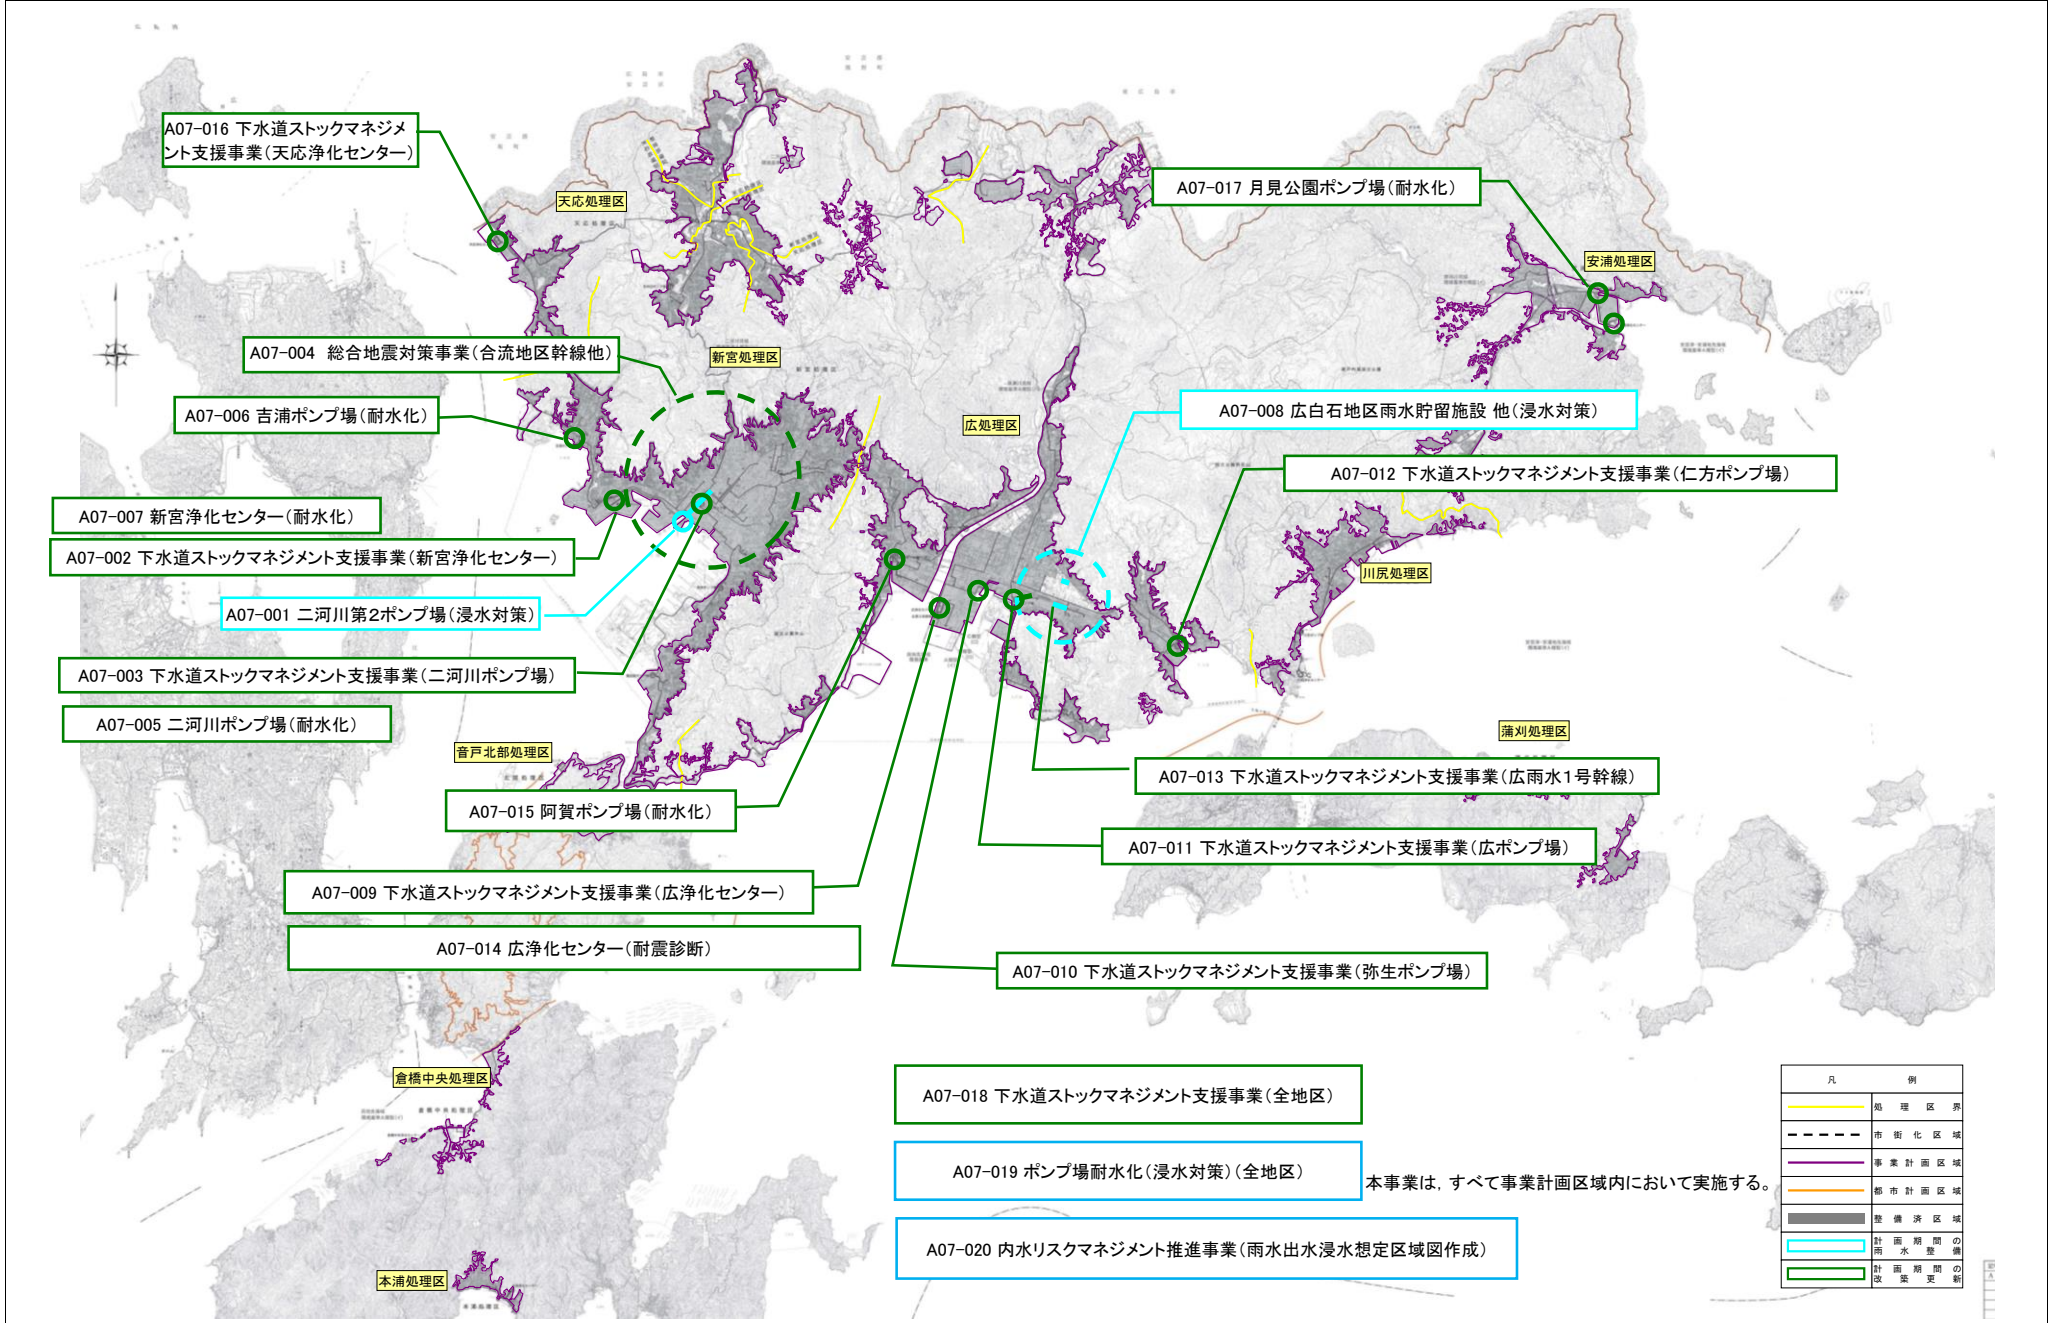 A07-016 下水道ストックマネジメ
ント支援事業(天応浄化センター)
天応処理区
A07-017 月見公園ポンプ場(耐水化)
安浦処理区
A07-004 総合地震対策事業(合流地区幹線他)
新宮処理区
A07-006 吉浦ポンプ場(耐水化)
広処理区
A07-008 広白石地区雨水貯留施設 他(浸水対策)
A07-012 下水道ストックマネジメント支援事業(仁方ポンプ場)
A07-007 新宮浄化センター(耐水化)
A07-002 下水道ストックマネジメント支援事業(新宮浄化センター)
川尻処理区
A07-001 二河川第2ポンプ場(浸水対策)
A07-003 下水道ストックマネジメント支援事業(二河川ポンプ場)
A07-005 二河川ポンプ場(耐水化)
音戸北部処理区
蒲刈処理区
A07-013 下水道ストックマネジメント支援事業(広雨水1号幹線)
A07-015 阿賀ポンプ場(耐水化)
A07-011 下水道ストックマネジメント支援事業(広ポンプ場)
A07-009 下水道ストックマネジメント支援事業(広浄化センター)
A07-014 広浄化センター(耐震診断)
A07-010 下水道ストックマネジメント支援事業(弥生ポンプ場)
倉橋中央処理区
A07-018 下水道ストックマネジメント支援事業(全地区)
A07-019 ポンプ場耐水化(浸水対策)(全地区)
本事業は, すべて事業計画区域内において実施する。
A07-020 内水リスクマネジメント推進事業(雨水出水浸水想定区域図作成)
本浦処理区
凡例
処理区界
市街化区域
事業計画区域
都市計画区域
整備済区域
計画期間の
雨水整備
計画期間の
改築更新